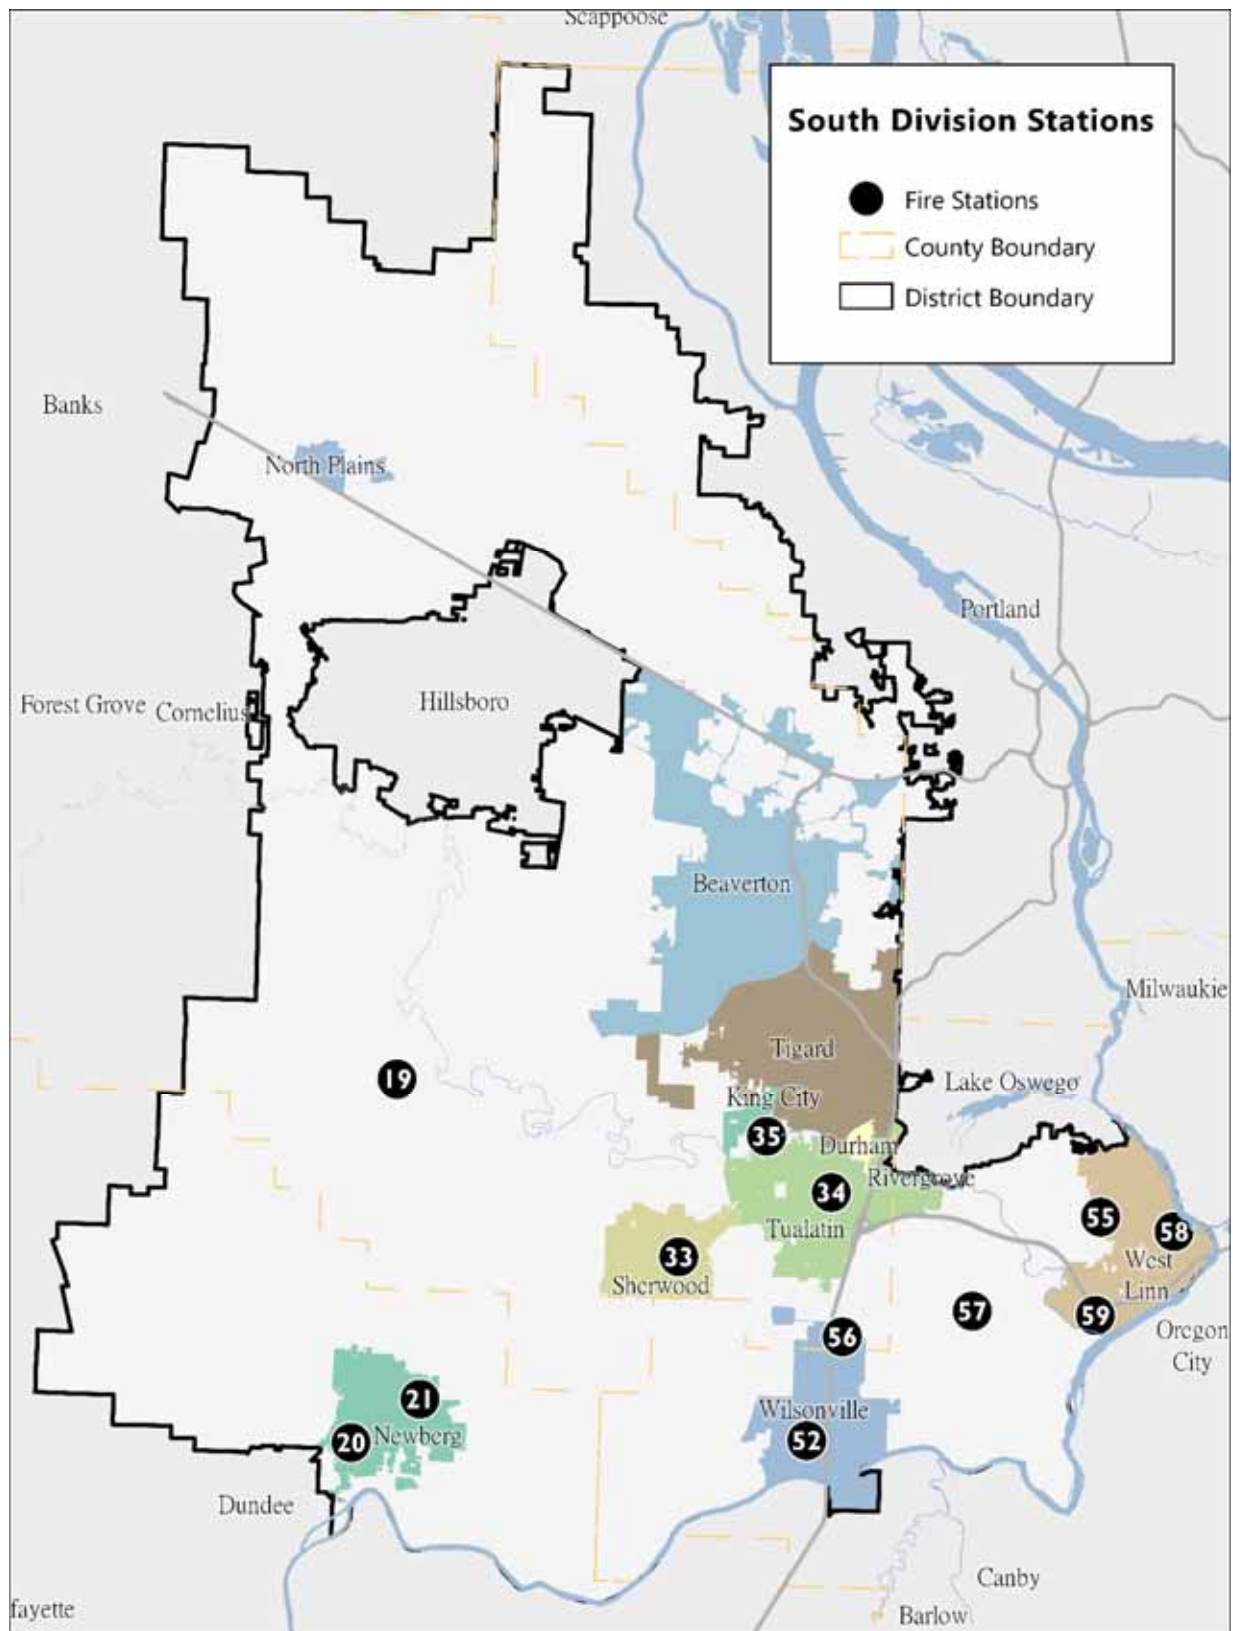 Scappoose
South Division Stations
Fire Stations
County Boundary
District Boundary
Banks
North Plains
Portland
Forest Grove
Cornelius
Hillsboro
Beaverton
Milwaukie
Tigard
19
Lake Oswego
King City
35
Durham
Rivergrove
34
55
Tualatin
58
33
West
Linn
Sherwood
57
59
56
Oregon
City
21
Wilsonville
20
Newberg
52
Dundee
Canby
fayette
Barlow